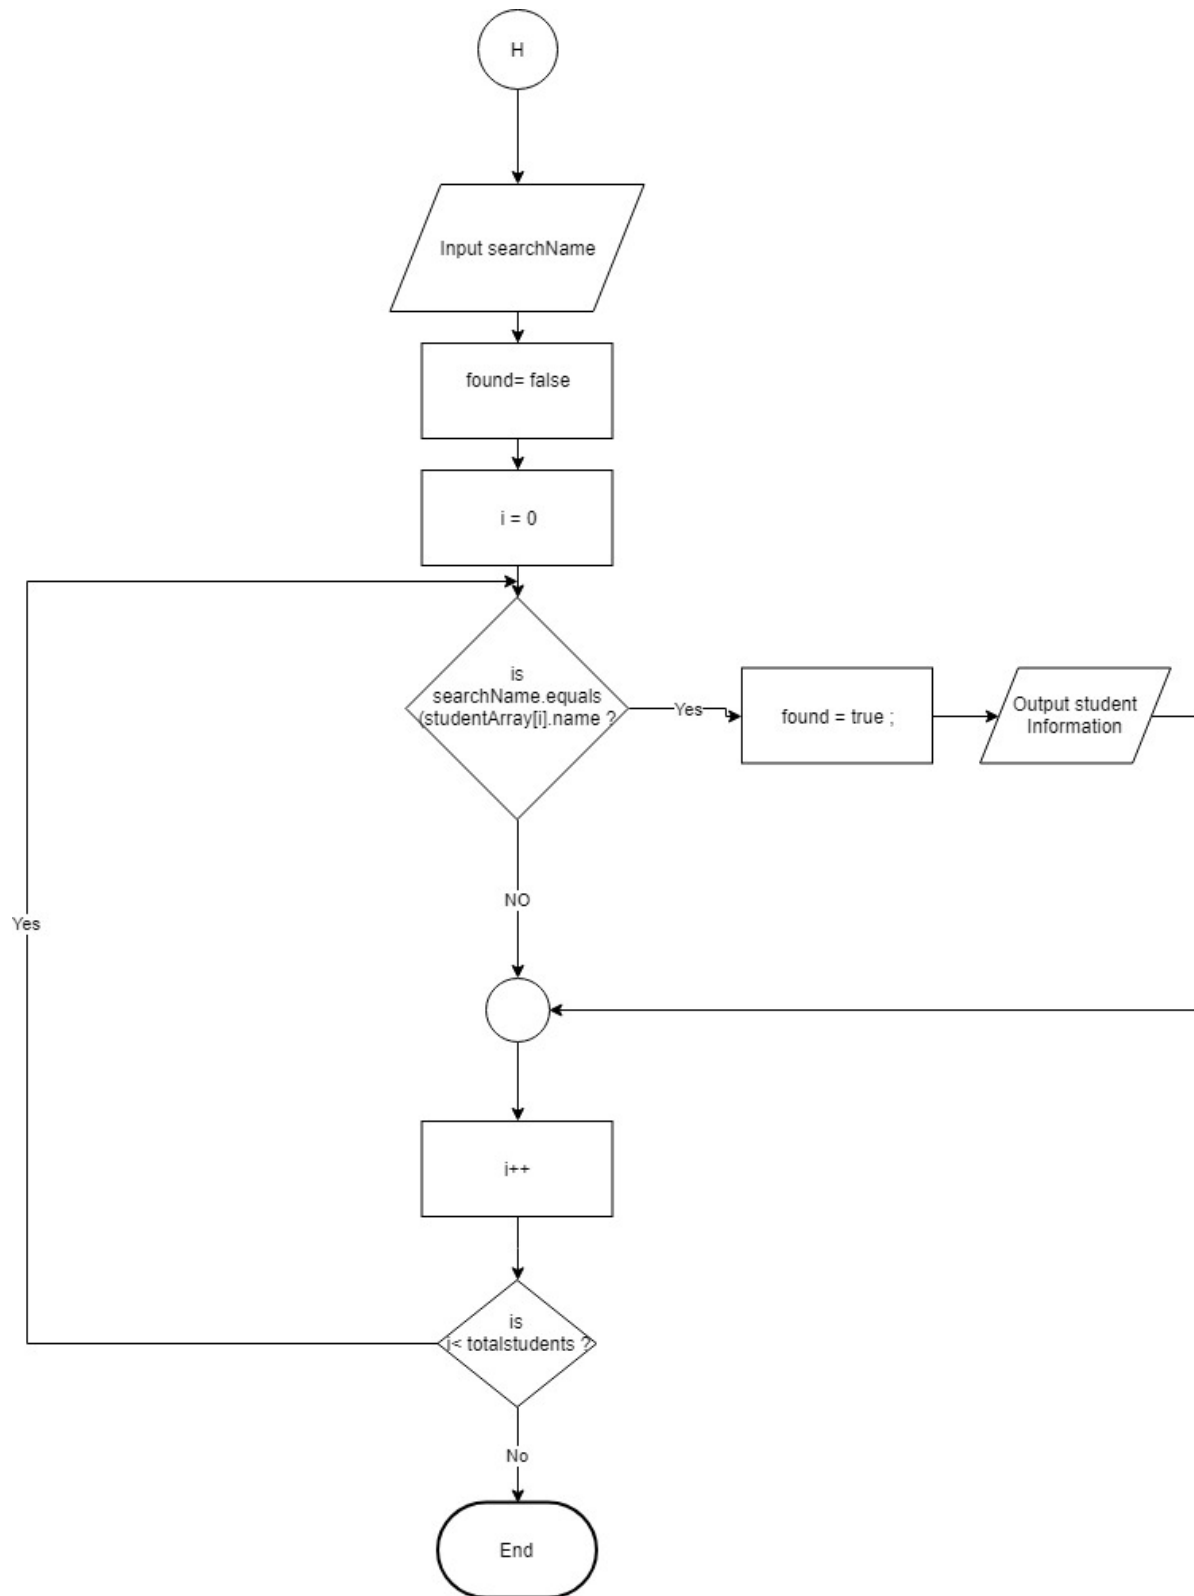 H
Input searchName
found= false
i = 0
is
searchName.equals
(studentArray[i].name ?
Yes
found = true ;
Output student
Information
NO
Yes
i++
is
i< totalstudents ?
No
End